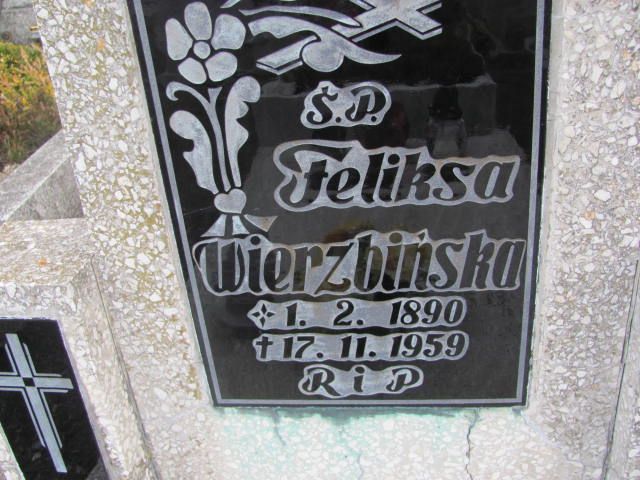 Ś.P.
Feliksa
Wierzbińska
1. 2. 1890
†17. 11. 1959
RiP